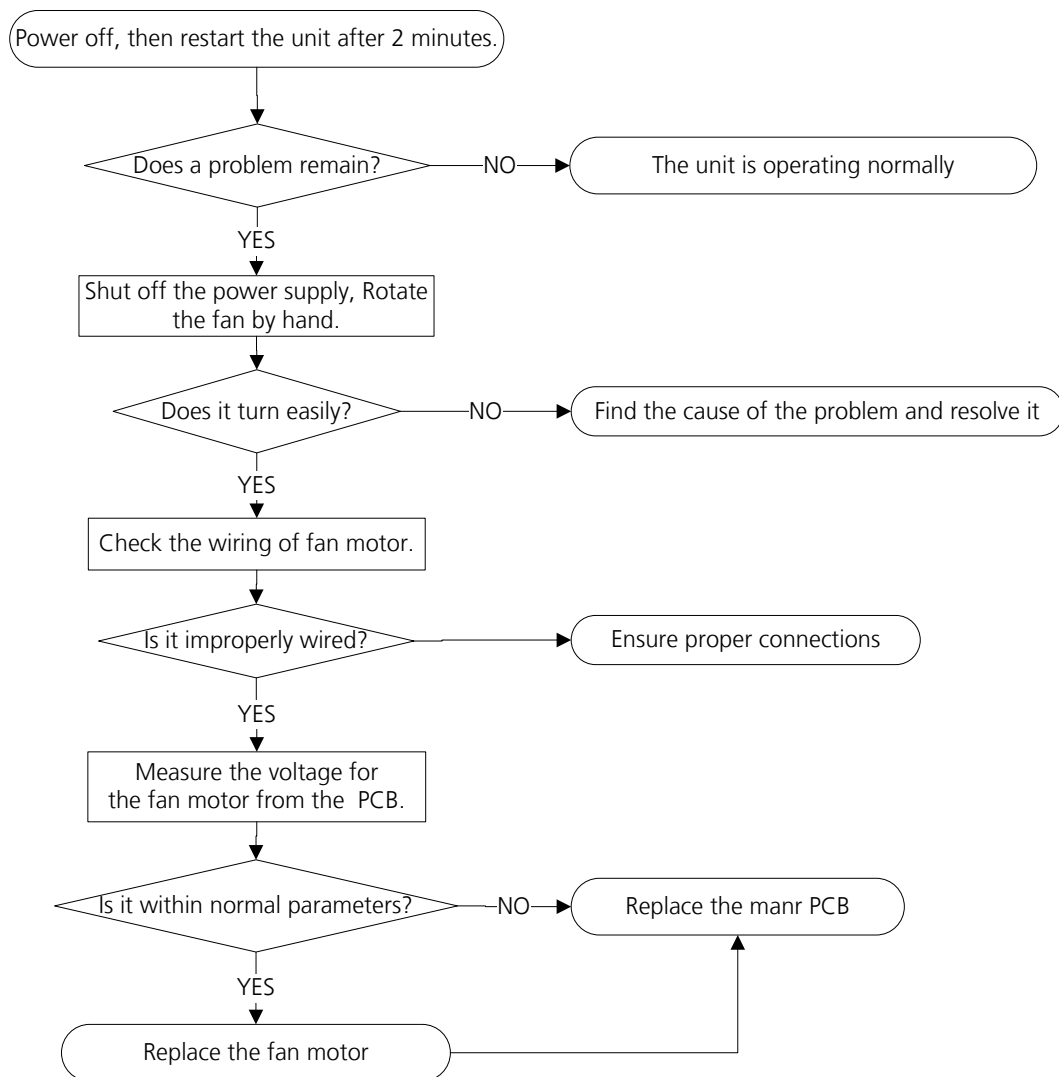 Power off, then restart the unit after 2 minutes.
Does a problem remain?
NO
The unit is operating normally
YES
Shut off the power supply, Rotate
the fan by hand.
Does it turn easily?
NO
Find the cause of the problem and resolve it
YES
Check the wiring of fan motor.
Is it improperly wired?
Ensure proper connections
YES
Measure the voltage for
the fan motor from the PCB.
Is it within normal parameters?
NO
Replace the manr PCB
YES
Replace the fan motor